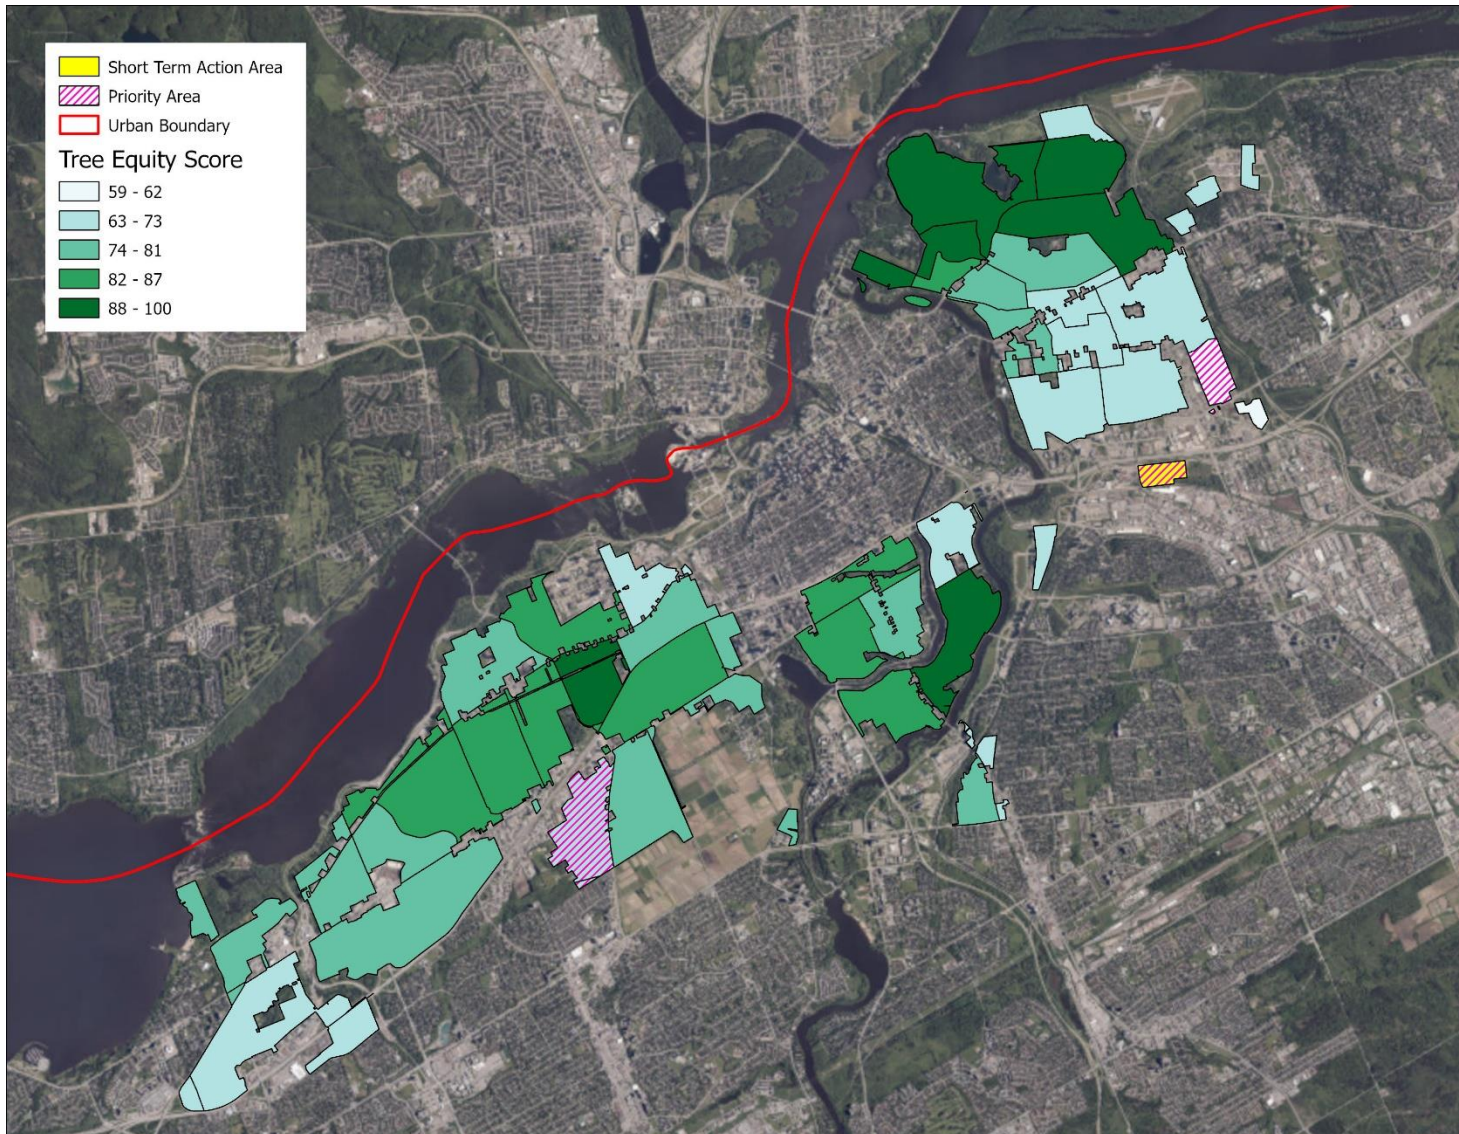 Short Term Action Area
Priority Area
Urban Boundary
Tree Equity Score
59 - 62
63 - 73
74 - 81
82 - 87
88 - 100